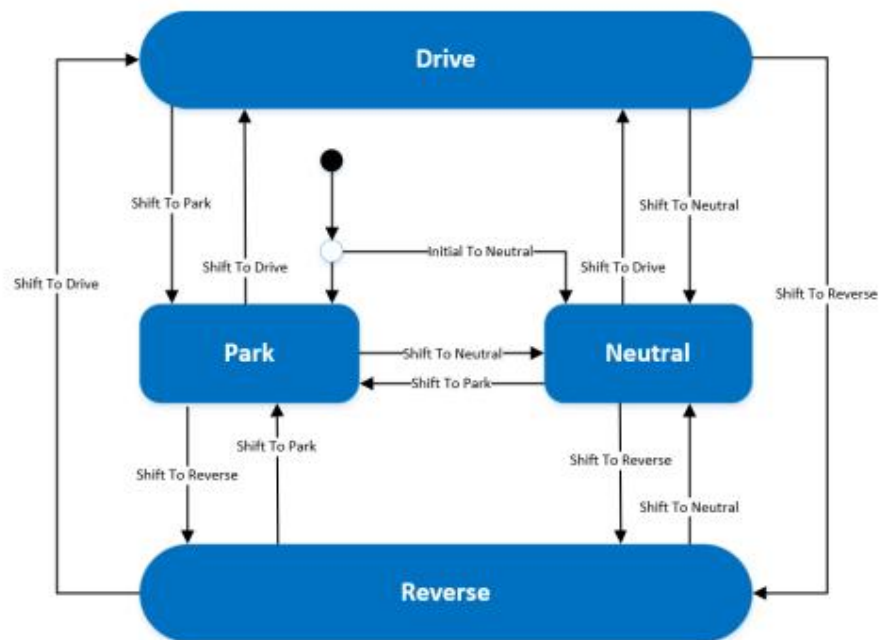 Drive
Shift To Park
Shift To Neutral
Initial To Neutral
Shift To Drive
Shift To Drive
Shift To Drive
Shift To Reverse
Park
Shift To Neutral
Neutral
Shift To Park
Shift To Park
Shift To Reverse
Shift To Reverse
Shift To Neutral
Reverse